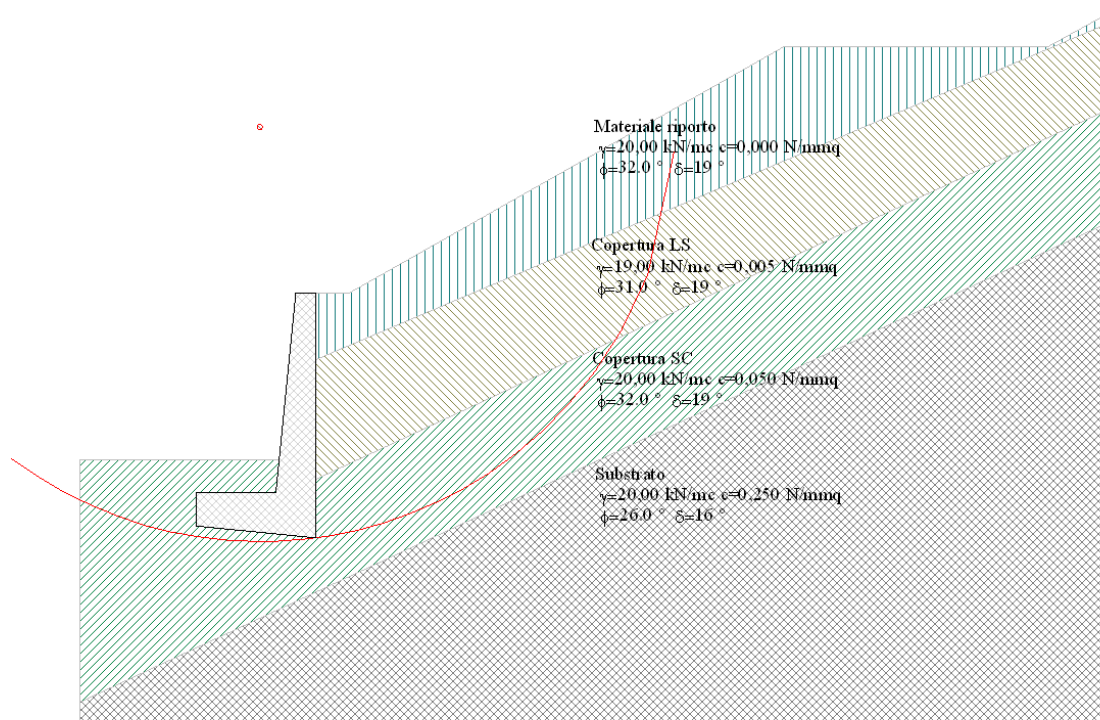 Materiale riporto
γ=20,00 kN/mc c=0,000 N/mmq
ϕ=32.0 ° δ=19 °
Copertura LS
γ=19,00 kN/mc c=0,005 N/mmq
ϕ=31.0 ° δ=19 °
Copertura SC
γ=20,00 kN/mc c=0,050 N/mmq
ϕ=32.0 ° δ=19 °
Substrato
γ=20,00 kN/mc c=0,250 N/mmq
ϕ=26.0 ° δ=16 °